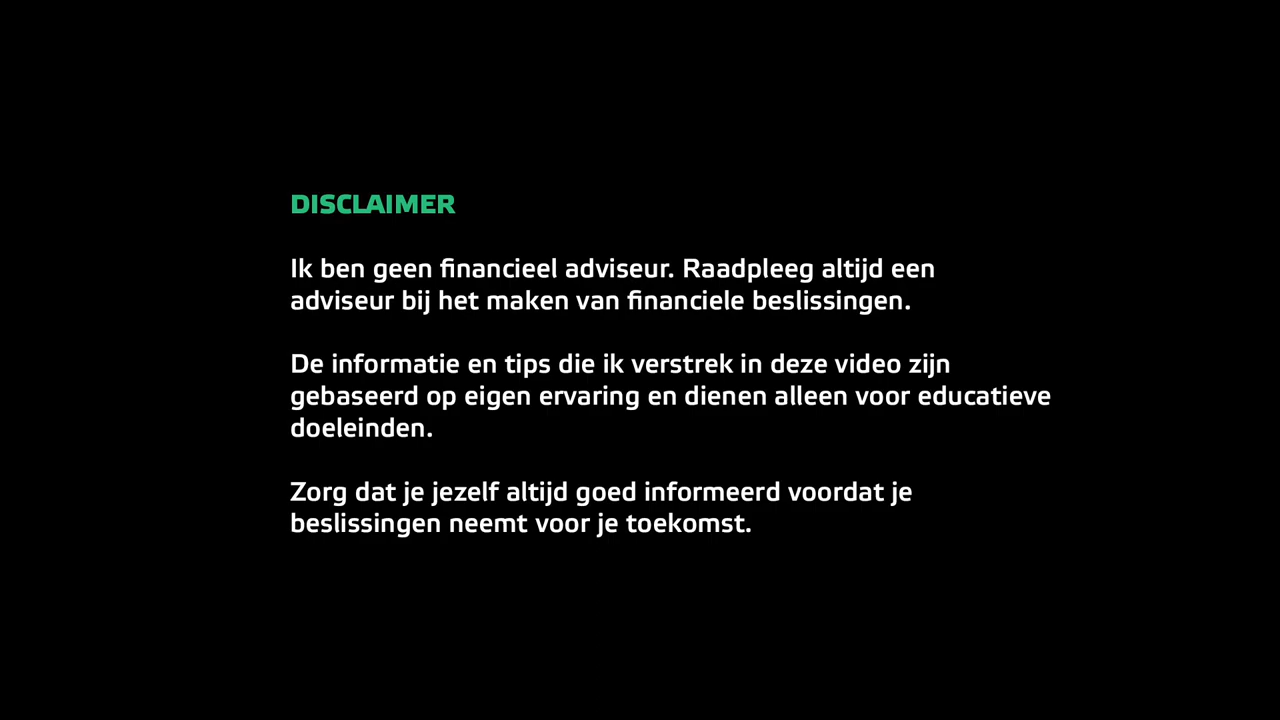 DISCLAIMER
Ik ben geen financieel adviseur. Raadpleeg altijd een
adviseur bij het maken van financiele beslissingen.
De informatie en tips die ik verstrek in deze video zijn
gebaseerd op eigen ervaring en dienen alleen voor educatieve
doeleinden.
Zorg dat je jezelf altijd goed informeerd voordat je
beslissingen neemt voor je toekomst.